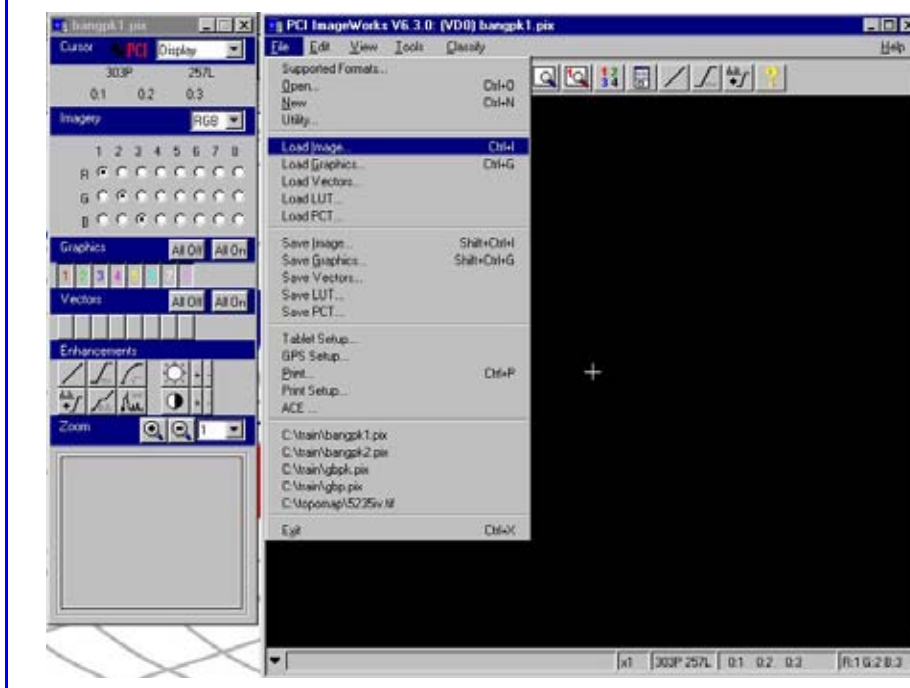 bangpk1.pix
Cursor PCI Display
303P 257L
0:1 0:2 0:3
Imagery RGB
1 2 3 4 5 6 7 8
R
G
B
Graphics All Off All On
1 2 3 4 5 6 7 8
Vectors All Off All On
Enhancements
Zoom 1
PCI ImageWorks V6.3.0: (VD0) bangpk1.pix
File Edit View Tools Classify Help
Supported Formats...
Open... Ctrl+O
New Ctrl+N
Utility...
Load Image... Ctrl+I
Load Graphics... Ctrl+G
Load Vectors...
Load LUT...
Load PCT...
Save Image... Shift+Ctrl+I
Save Graphics... Shift+Ctrl+G
Save Vectors...
Save LUT...
Save PCT...
Tablet Setup...
GPS Setup...
Print... Ctrl+P
Print Setup...
ACE ...
C:\train\bangpk1.pix
C:\train\bangpk2.pix
C:\train\gbpk.pix
C:\train\gbp.pix
C:\topomap\5235iv.tif
Exit Ctrl+X
1 2
3 4
?
x1 303P 257L 0:1 0:2 0:3 R:1 G:2 B:3